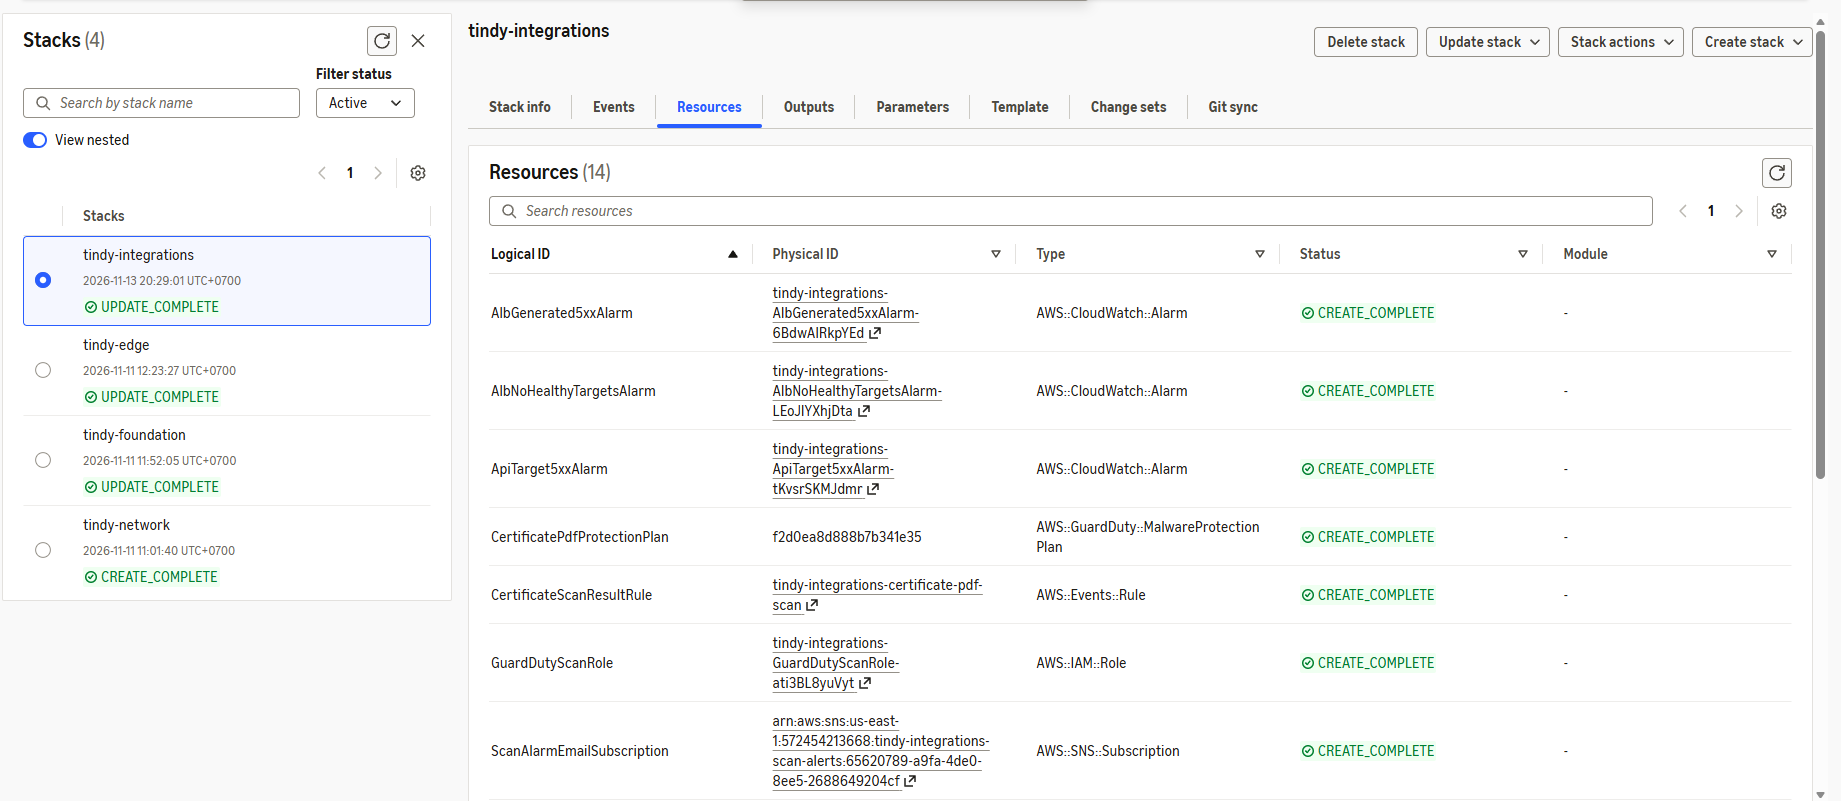 Stacks (4)
Filter status
Search by stack name
Active
View nested
1
Stacks
tindy-integrations
2026-11-13 20:29:01 UTC+0700
UPDATE_COMPLETE
tindy-edge
2026-11-11 12:23:27 UTC+0700
UPDATE_COMPLETE
tindy-foundation
2026-11-11 11:52:05 UTC+0700
UPDATE_COMPLETE
tindy-network
2026-11-11 11:01:40 UTC+0700
CREATE_COMPLETE
tindy-integrations
Delete stack
Update stack
Stack actions
Create stack
Stack info
Events
Resources
Outputs
Parameters
Template
Change sets
Git sync
Resources (14)
Search resources
1
Logical ID
Physical ID
Type
Status
Module
AlbGenerated5xxAlarm
tindy-integrations-
AlbGenerated5xxAlarm-
6BdwAIRkpYEd
AWS::CloudWatch::Alarm
CREATE_COMPLETE
-
AlbNoHealthyTargetsAlarm
tindy-integrations-
AlbNoHealthyTargetsAlarm-
LEoJIYXhjDta
AWS::CloudWatch::Alarm
CREATE_COMPLETE
-
ApiTarget5xxAlarm
tindy-integrations-
ApiTarget5xxAlarm-
tKvsrSKMJdmr
AWS::CloudWatch::Alarm
CREATE_COMPLETE
-
CertificatePdfProtectionPlan
f2d0ea8d888b7b341e35
AWS::GuardDuty::MalwareProtection
Plan
CREATE_COMPLETE
-
CertificateScanResultRule
tindy-integrations-certificate-pdf-
scan
AWS::Events::Rule
CREATE_COMPLETE
-
GuardDutyScanRole
tindy-integrations-
GuardDutyScanRole-
ati3BL8yuVyt
AWS::IAM::Role
CREATE_COMPLETE
-
ScanAlarmEmailSubscription
arn:aws:sns:us-east-
1:572454213668:tindy-integrations-
scan-alerts:65620789-a9fa-4de0-
8ee5-2688649204cf
AWS::SNS::Subscription
CREATE_COMPLETE
-